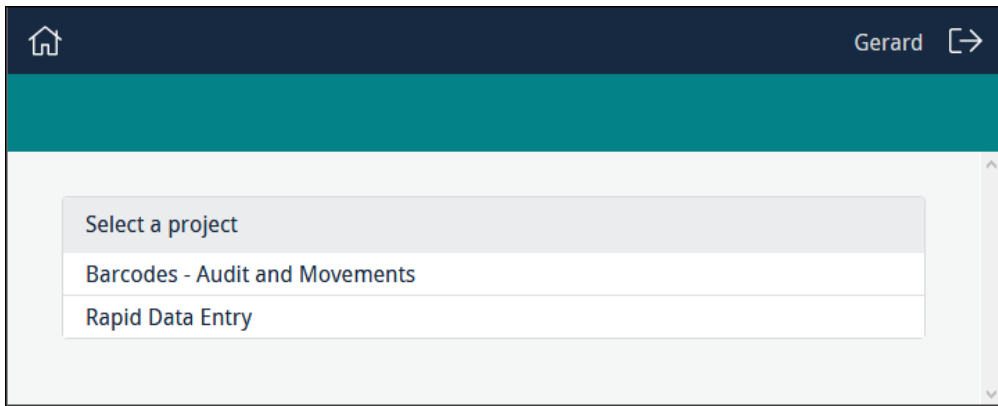 Gerard
Select a project
Barcodes - Audit and Movements
Rapid Data Entry